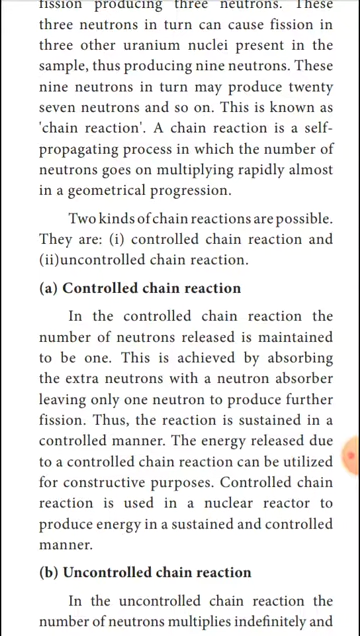 fission producing three neutrons. These
three neutrons in turn can cause fission in
three other uranium nuclei present in the
sample, thus producing nine neutrons. These
nine neutrons in turn may produce twenty
seven neutrons and so on. This is known as
'chain reaction'. A chain reaction is a self-
propagating process in which the number of
neutrons goes on multiplying rapidly almost
in a geometrical progression.
Two kinds of chain reactions are possible.
They are: (i) controlled chain reaction and
(ii)uncontrolled chain reaction.
(a) Controlled chain reaction
In the controlled chain reaction the
number of neutrons released is maintained
to be one. This is achieved by absorbing
the extra neutrons with a neutron absorber
leaving only one neutron to produce further
fission. Thus, the reaction is sustained in a
controlled manner. The energy released due
to a controlled chain reaction can be utilized
for constructive purposes. Controlled chain
reaction is used in a nuclear reactor to
produce energy in a sustained and controlled
manner.
(b) Uncontrolled chain reaction
In the uncontrolled chain reaction the
number of neutrons multiplies indefinitely and